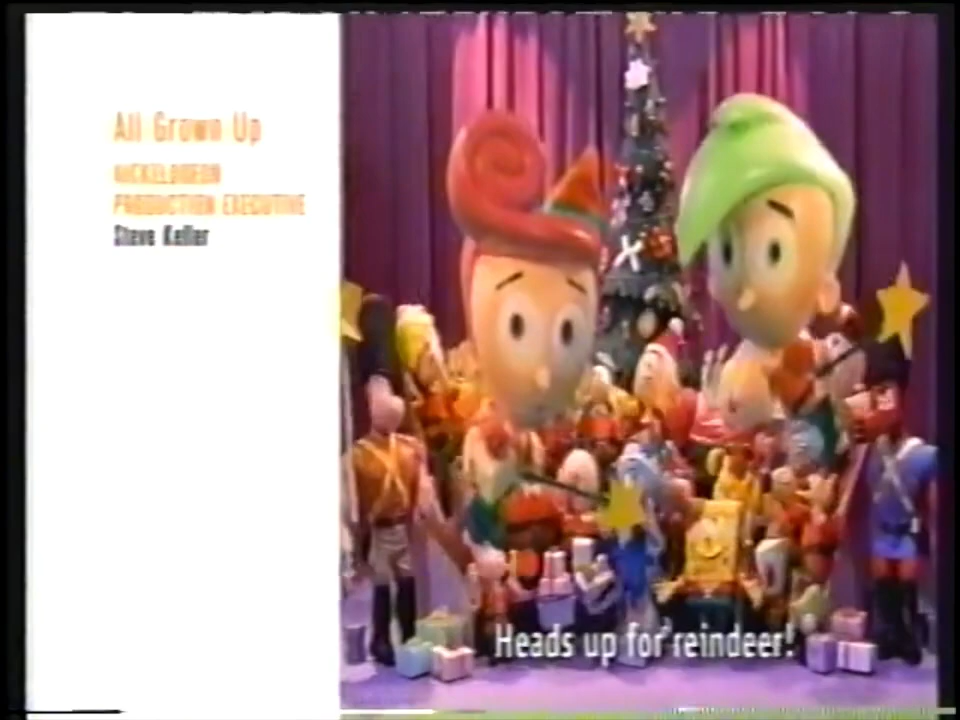 All Grown Up
NICKELODEON
PRODUCTION EXECUTIVE
Steve Keller
Heads up for reindeer!